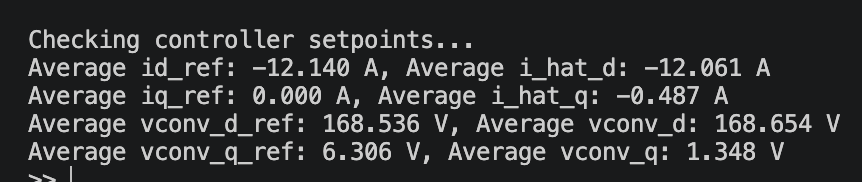 Checking controller setpoints...
Average id_ref: -12.140 A, Average i_hat_d: -12.061 A
Average iq_ref: 0.000 A, Average i_hat_q: -0.487 A
Average vconv_d_ref: 168.536 V, Average vconv_d: 168.654 V
Average vconv_q_ref: 6.306 V, Average vconv_q: 1.348 V
>>